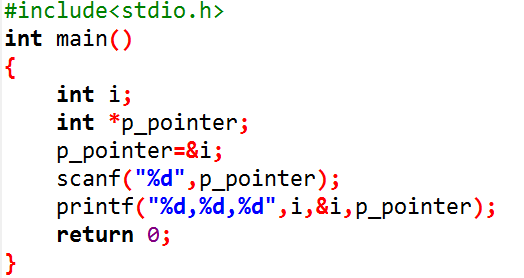 #include<stdio.h>
int main()
{
    int i;
    int *p_pointer;
    p_pointer=&i;
    scanf("%d",p_pointer);
    printf("%d,%d,%d",i,&i,p_pointer);
    return 0;
}